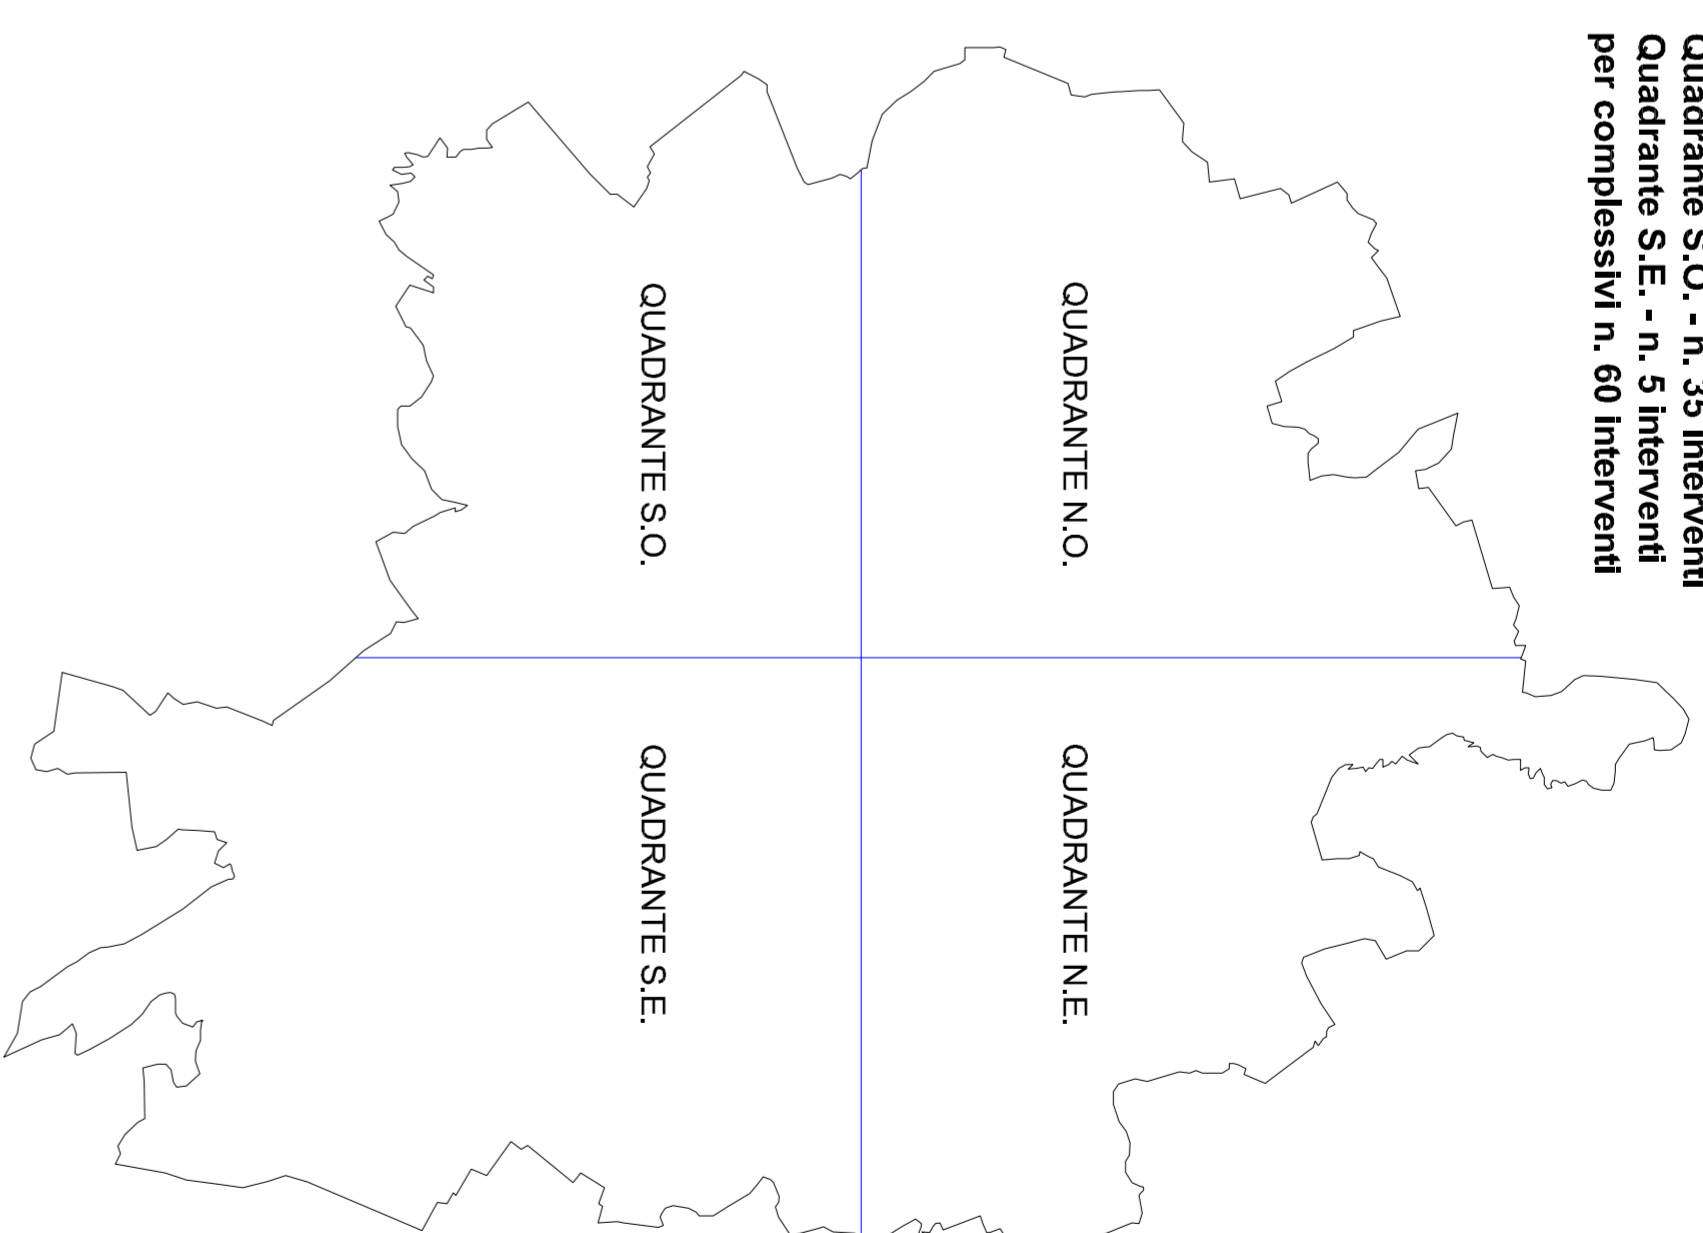 Quadrante S.O. - n. 35 interventi
Quadrante S.E. - n. 5 interventi
per complessivi n. 60 interventi
QUADRANTE N.O.
QUADRANTE N.E.
QUADRANTE S.O.
QUADRANTE S.E.